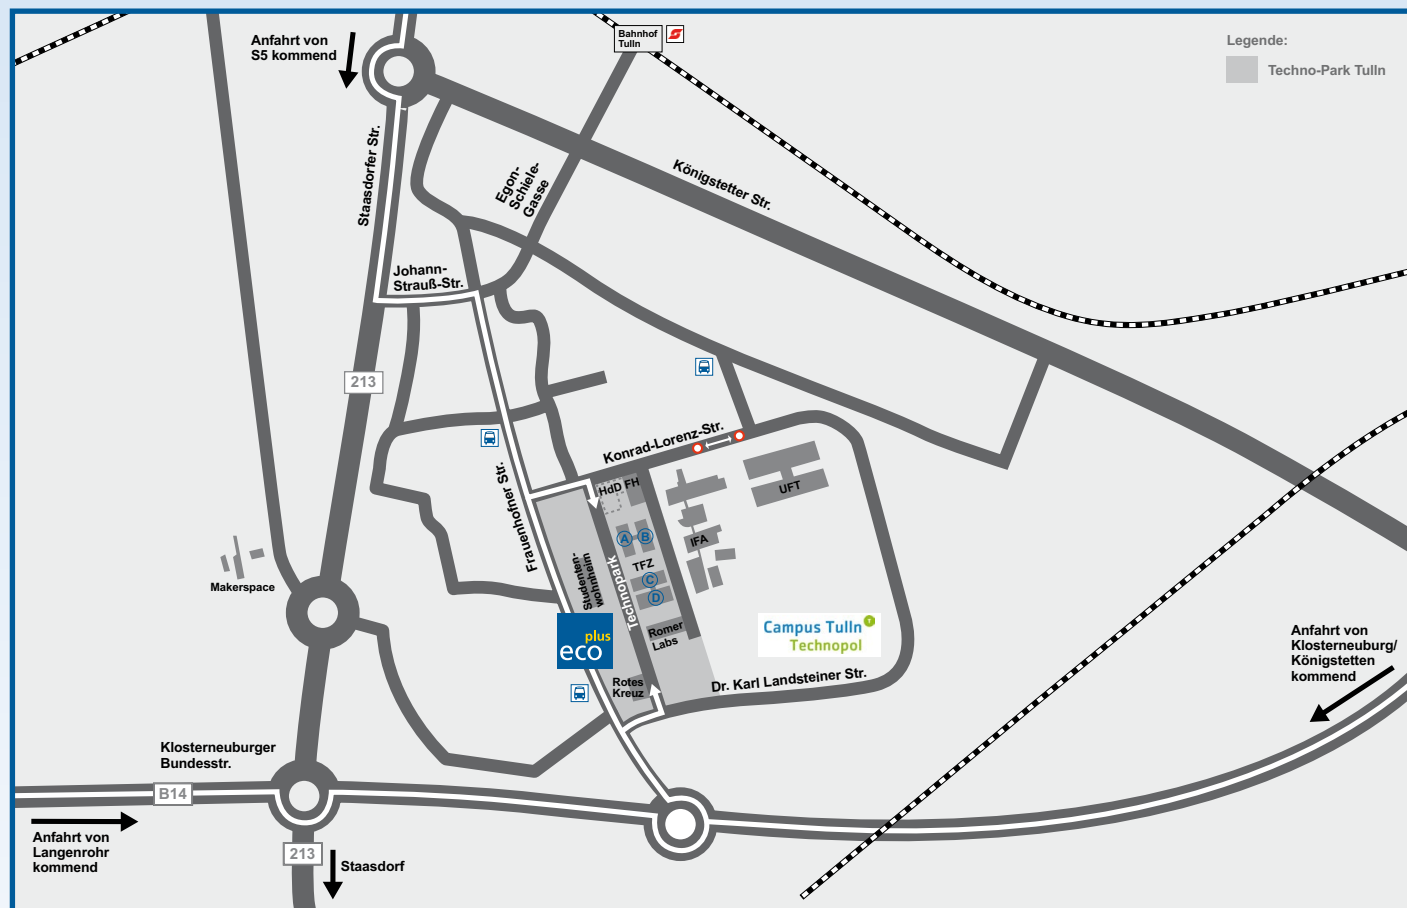 Anfahrt von
S5 kommend
Bahnhof
Tulln
Legende:
Techno-Park Tulln
Staasdorfer Str.
Egon-
Schiele-
Gasse
Königstetter Str.
Johann-
Strauß-Str.
213
Konrad-Lorenz-Str.
Frauenhofner Str.
HdD FH
UFT
A
B
IFA
TFZ
C
D
Studenten-
wohnheim
Technopark
Makerspace
Romer
Labs
plus
eco
Campus Tulln T
Technopol
Rotes
Kreuz
Dr. Karl Landsteiner Str.
Anfahrt von
Klosterneuburg/
Königstetten
kommend
Klosterneuburger
Bundesstr.
B14
Anfahrt von
Langenrohr
kommend
213
Staasdorf